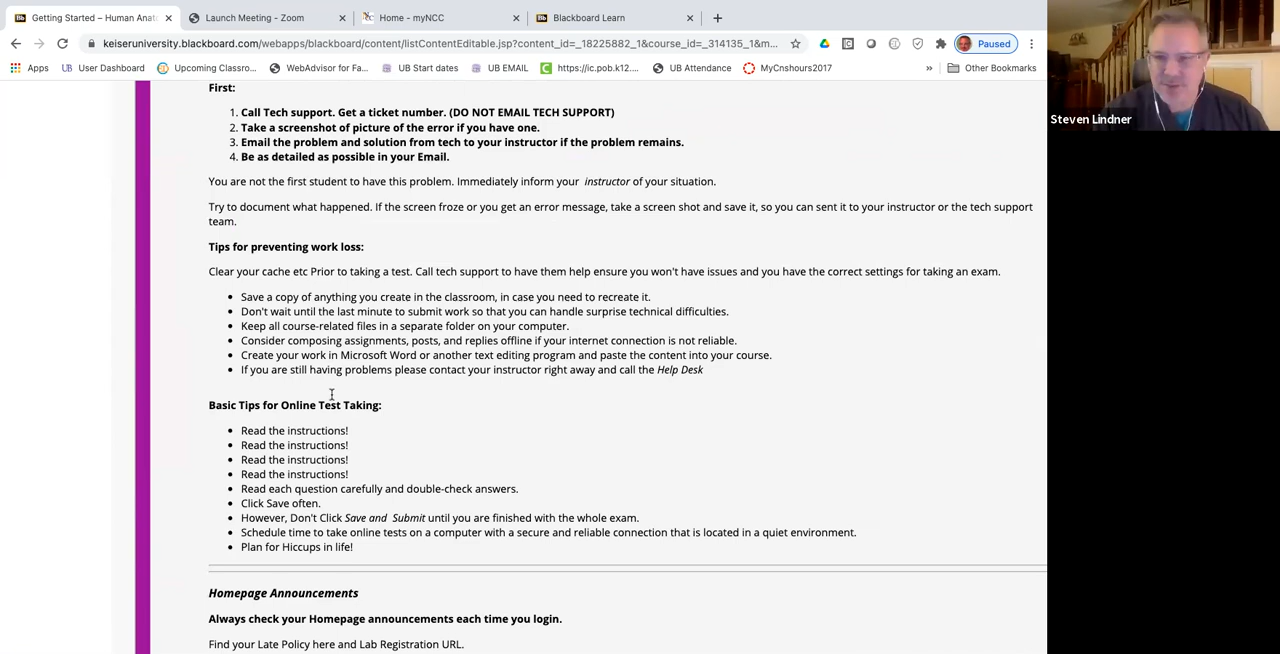 Getting Started – Human Anato
Launch Meeting - Zoom
Home - myNCC
Blackboard Learn
keiseruniversity.blackboard.com/webapps/blackboard/content/listContentEditable.jsp?content_id=_18225882_1&course_id=_314135_1&m...
Paused
Apps
User Dashboard
Upcoming Classro...
WebAdvisor for Fa...
UB Start dates
UB EMAIL
https://ic.pob.k12....
UB Attendance
MyCnshours2017
»
Other Bookmarks
First:
1. Call Tech support. Get a ticket number. (DO NOT EMAIL TECH SUPPORT)
2. Take a screenshot of picture of the error if you have one.
3. Email the problem and solution from tech to your instructor if the problem remains.
4. Be as detailed as possible in your Email.
You are not the first student to have this problem. Immediately inform your instructor of your situation.
Try to document what happened. If the screen froze or you get an error message, take a screen shot and save it, so you can sent it to your instructor or the tech support
team.
Tips for preventing work loss:
Clear your cache etc Prior to taking a test. Call tech support to have them help ensure you won't have issues and you have the correct settings for taking an exam.
• Save a copy of anything you create in the classroom, in case you need to recreate it.
• Don't wait until the last minute to submit work so that you can handle surprise technical difficulties.
• Keep all course-related files in a separate folder on your computer.
• Consider composing assignments, posts, and replies offline if your internet connection is not reliable.
• Create your work in Microsoft Word or another text editing program and paste the content into your course.
• If you are still having problems please contact your instructor right away and call the Help Desk
Basic Tips for Online Test Taking:
• Read the instructions!
• Read the instructions!
• Read the instructions!
• Read the instructions!
• Read each question carefully and double-check answers.
• Click Save often.
• However, Don't Click Save and Submit until you are finished with the whole exam.
• Schedule time to take online tests on a computer with a secure and reliable connection that is located in a quiet environment.
• Plan for Hiccups in life!
Homepage Announcements
Always check your Homepage announcements each time you login.
Find your Late Policy here and Lab Registration URL.
Steven Lindner